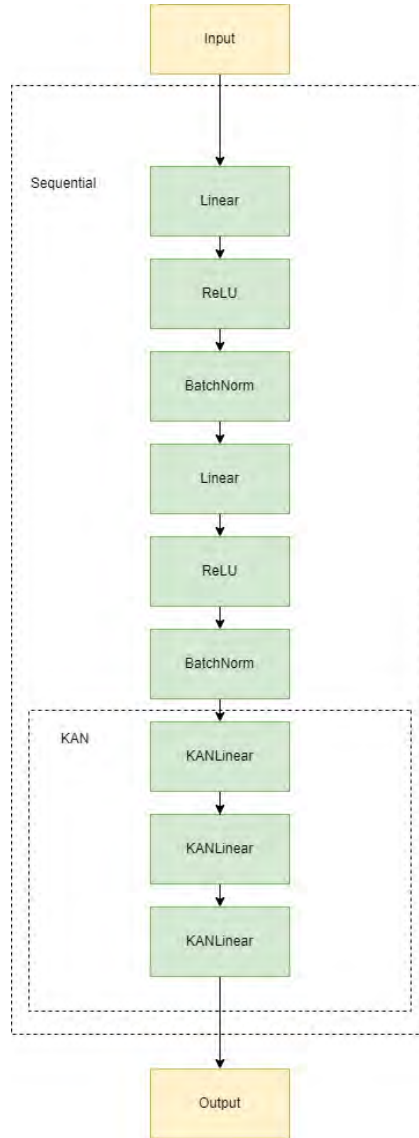 Input
Sequential
Linear
ReLU
BatchNorm
Linear
ReLU
BatchNorm
KAN
KANLinear
KANLinear
KANLinear
Output